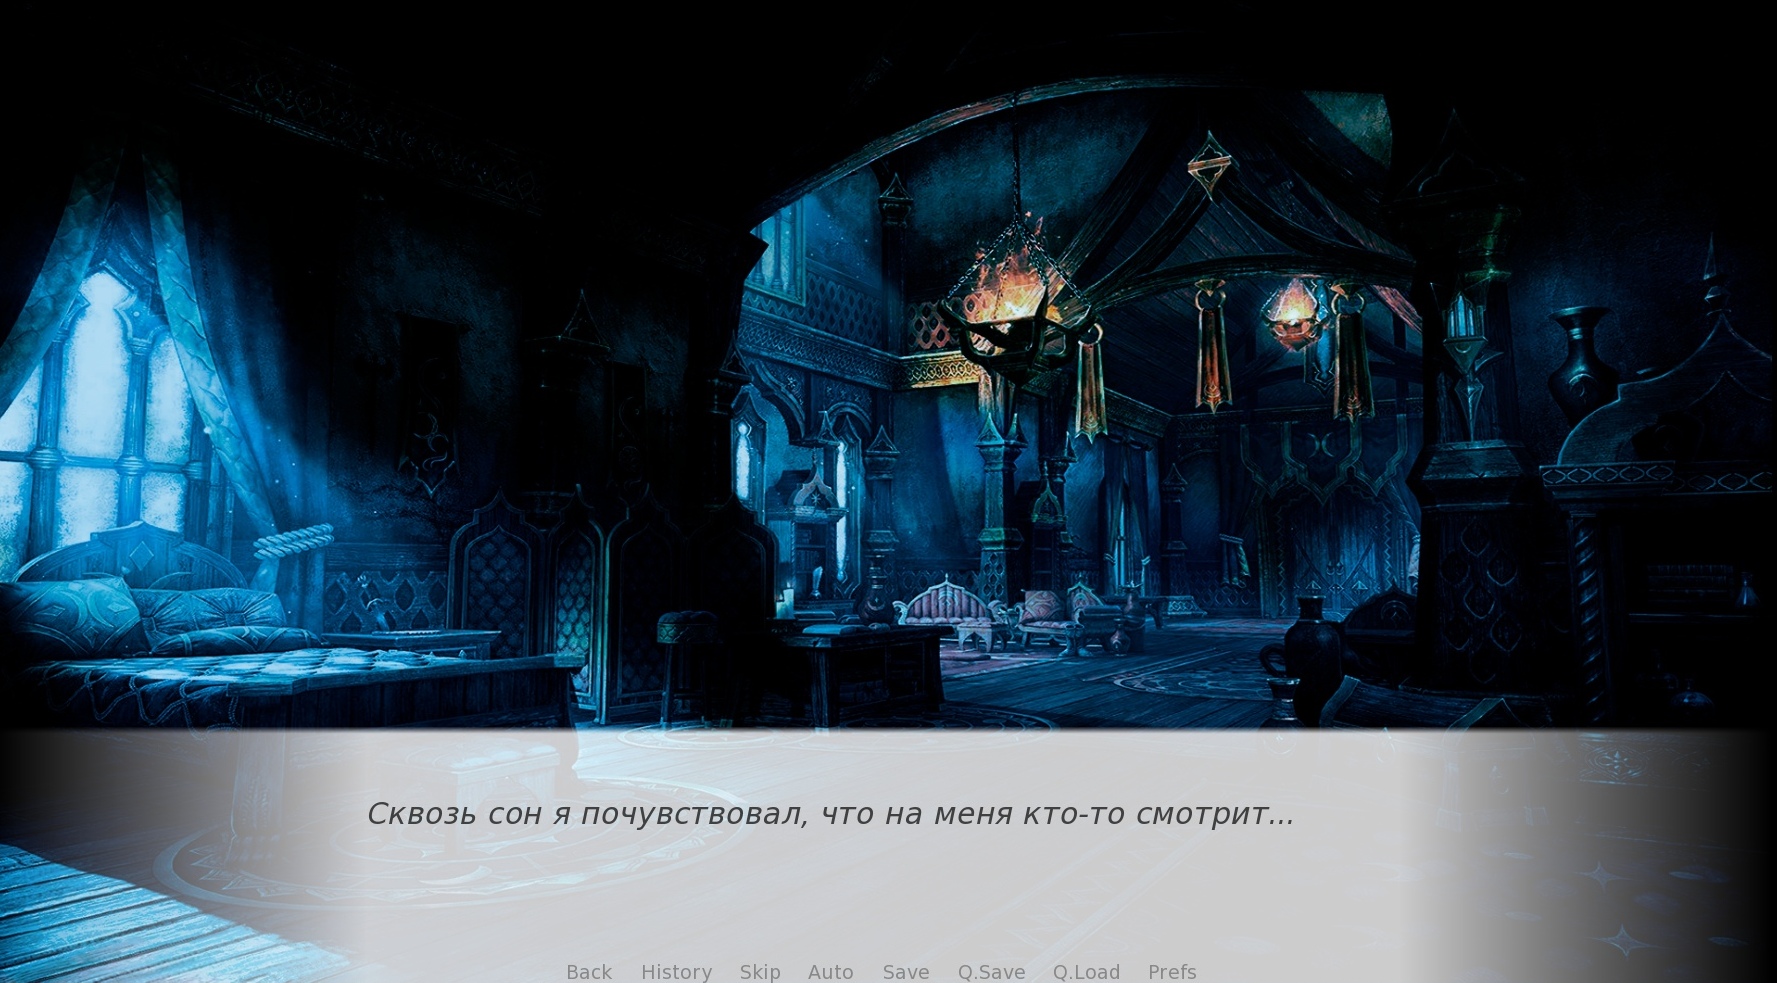 Сквозь сон я почувствовал, что на меня кто-то смотрит...
Back History Skip Auto Save Q.Save Q.Load Prefs